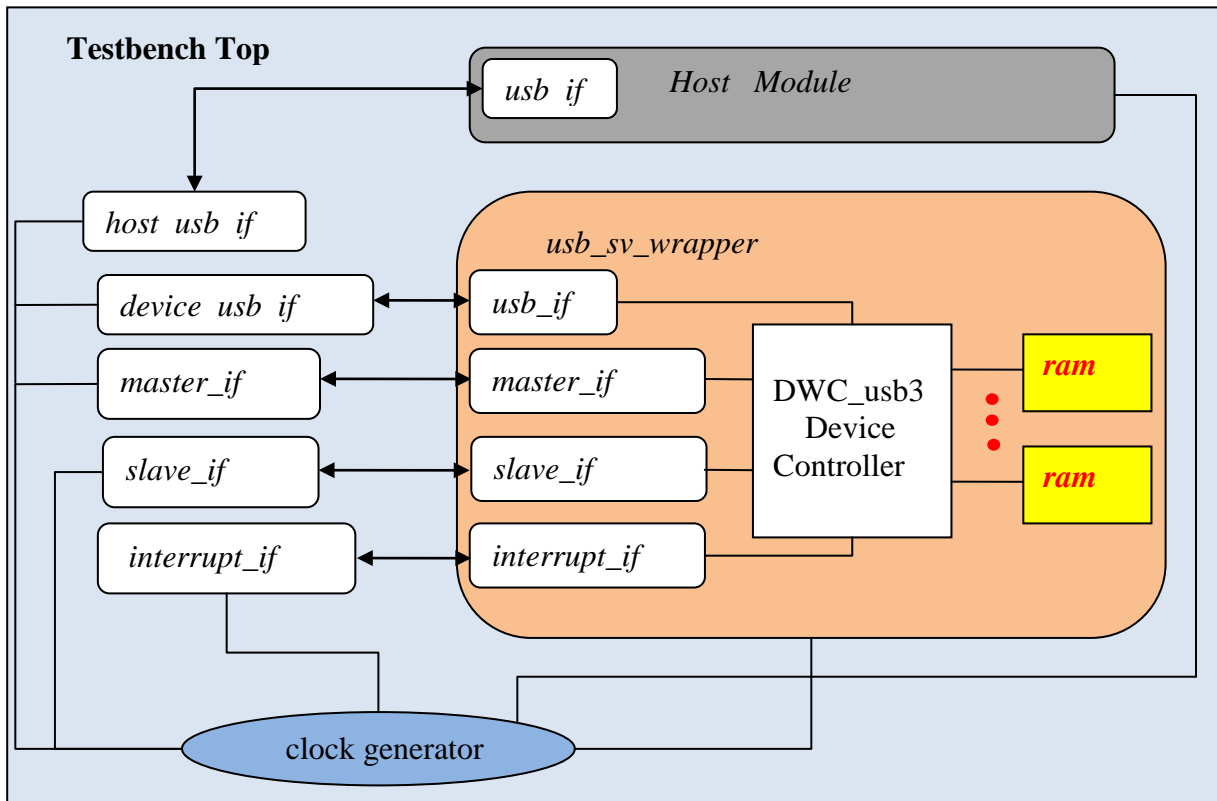 Testbench Top
usb if
Host Module
host usb if
usb_sv_wrapper
device usb if
usb_if
master_if
master_if
DWC_usb3
Device
Controller
ram
slave_if
slave_if
ram
interrupt_if
interrupt_if
clock generator